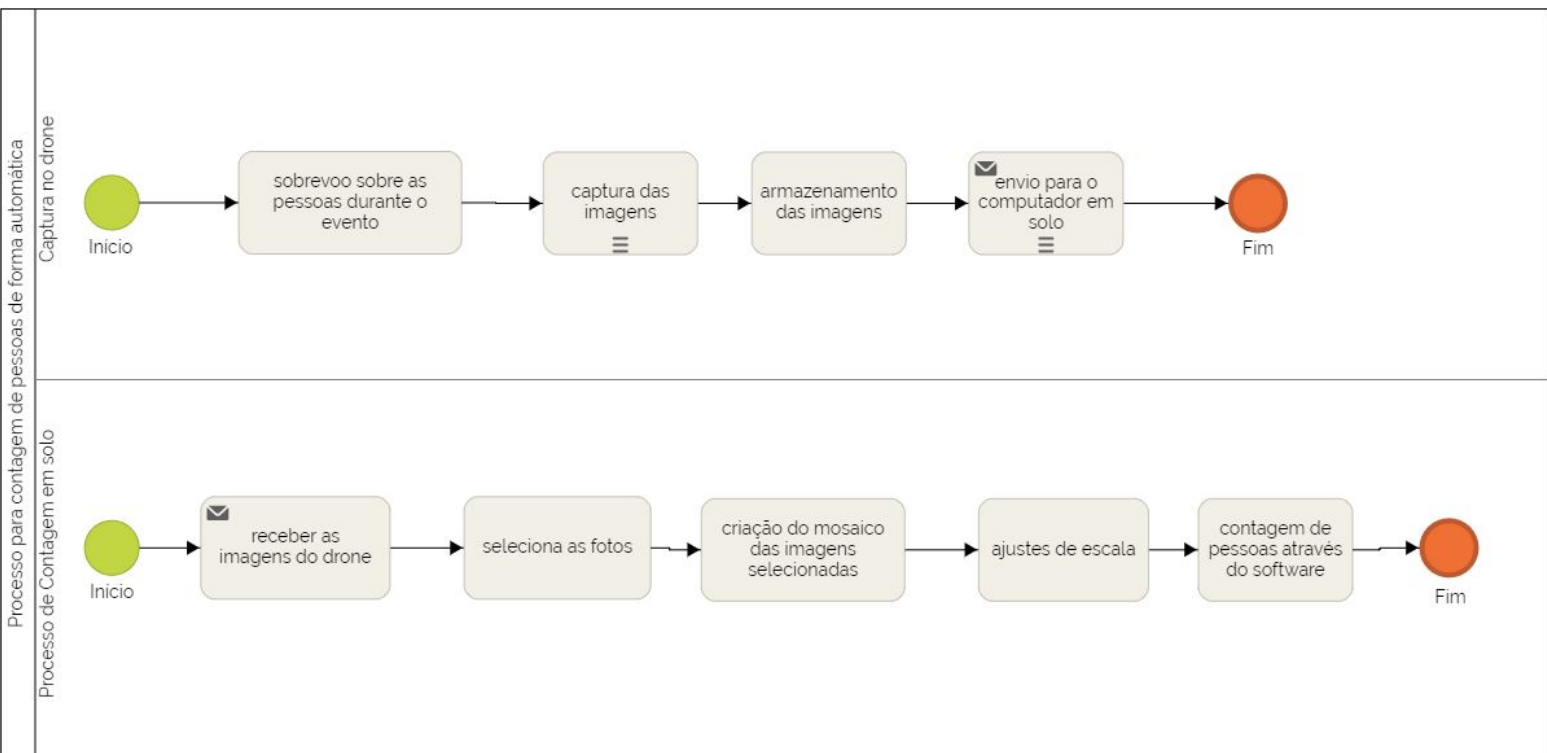 Processo para contagem de pessoas de forma automática
Captura no drone
Início
sobrevoo sobre as
pessoas durante o
evento
captura das
imagens
armazenamento
das imagens
envio para o
computador em
solo
Fim
Processo de Contagem em solo
Início
receber as
imagens do drone
seleciona as fotos
criação do mosaico
das imagens
selecionadas
ajustes de escala
contagem de
pessoas através
do software
Fim